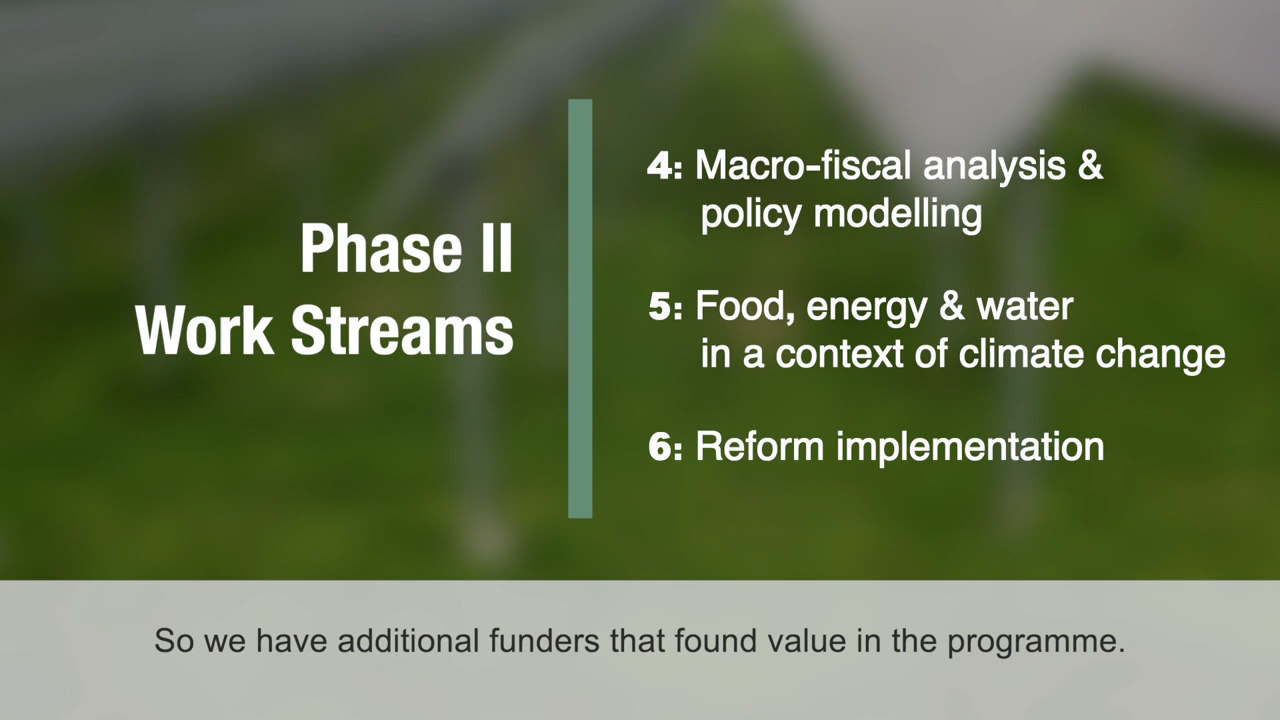 Phase II
Work Streams
4: Macro-fiscal analysis &
policy modelling
5: Food, energy & water
in a context of climate change
6: Reform implementation
So we have additional funders that found value in the programme.